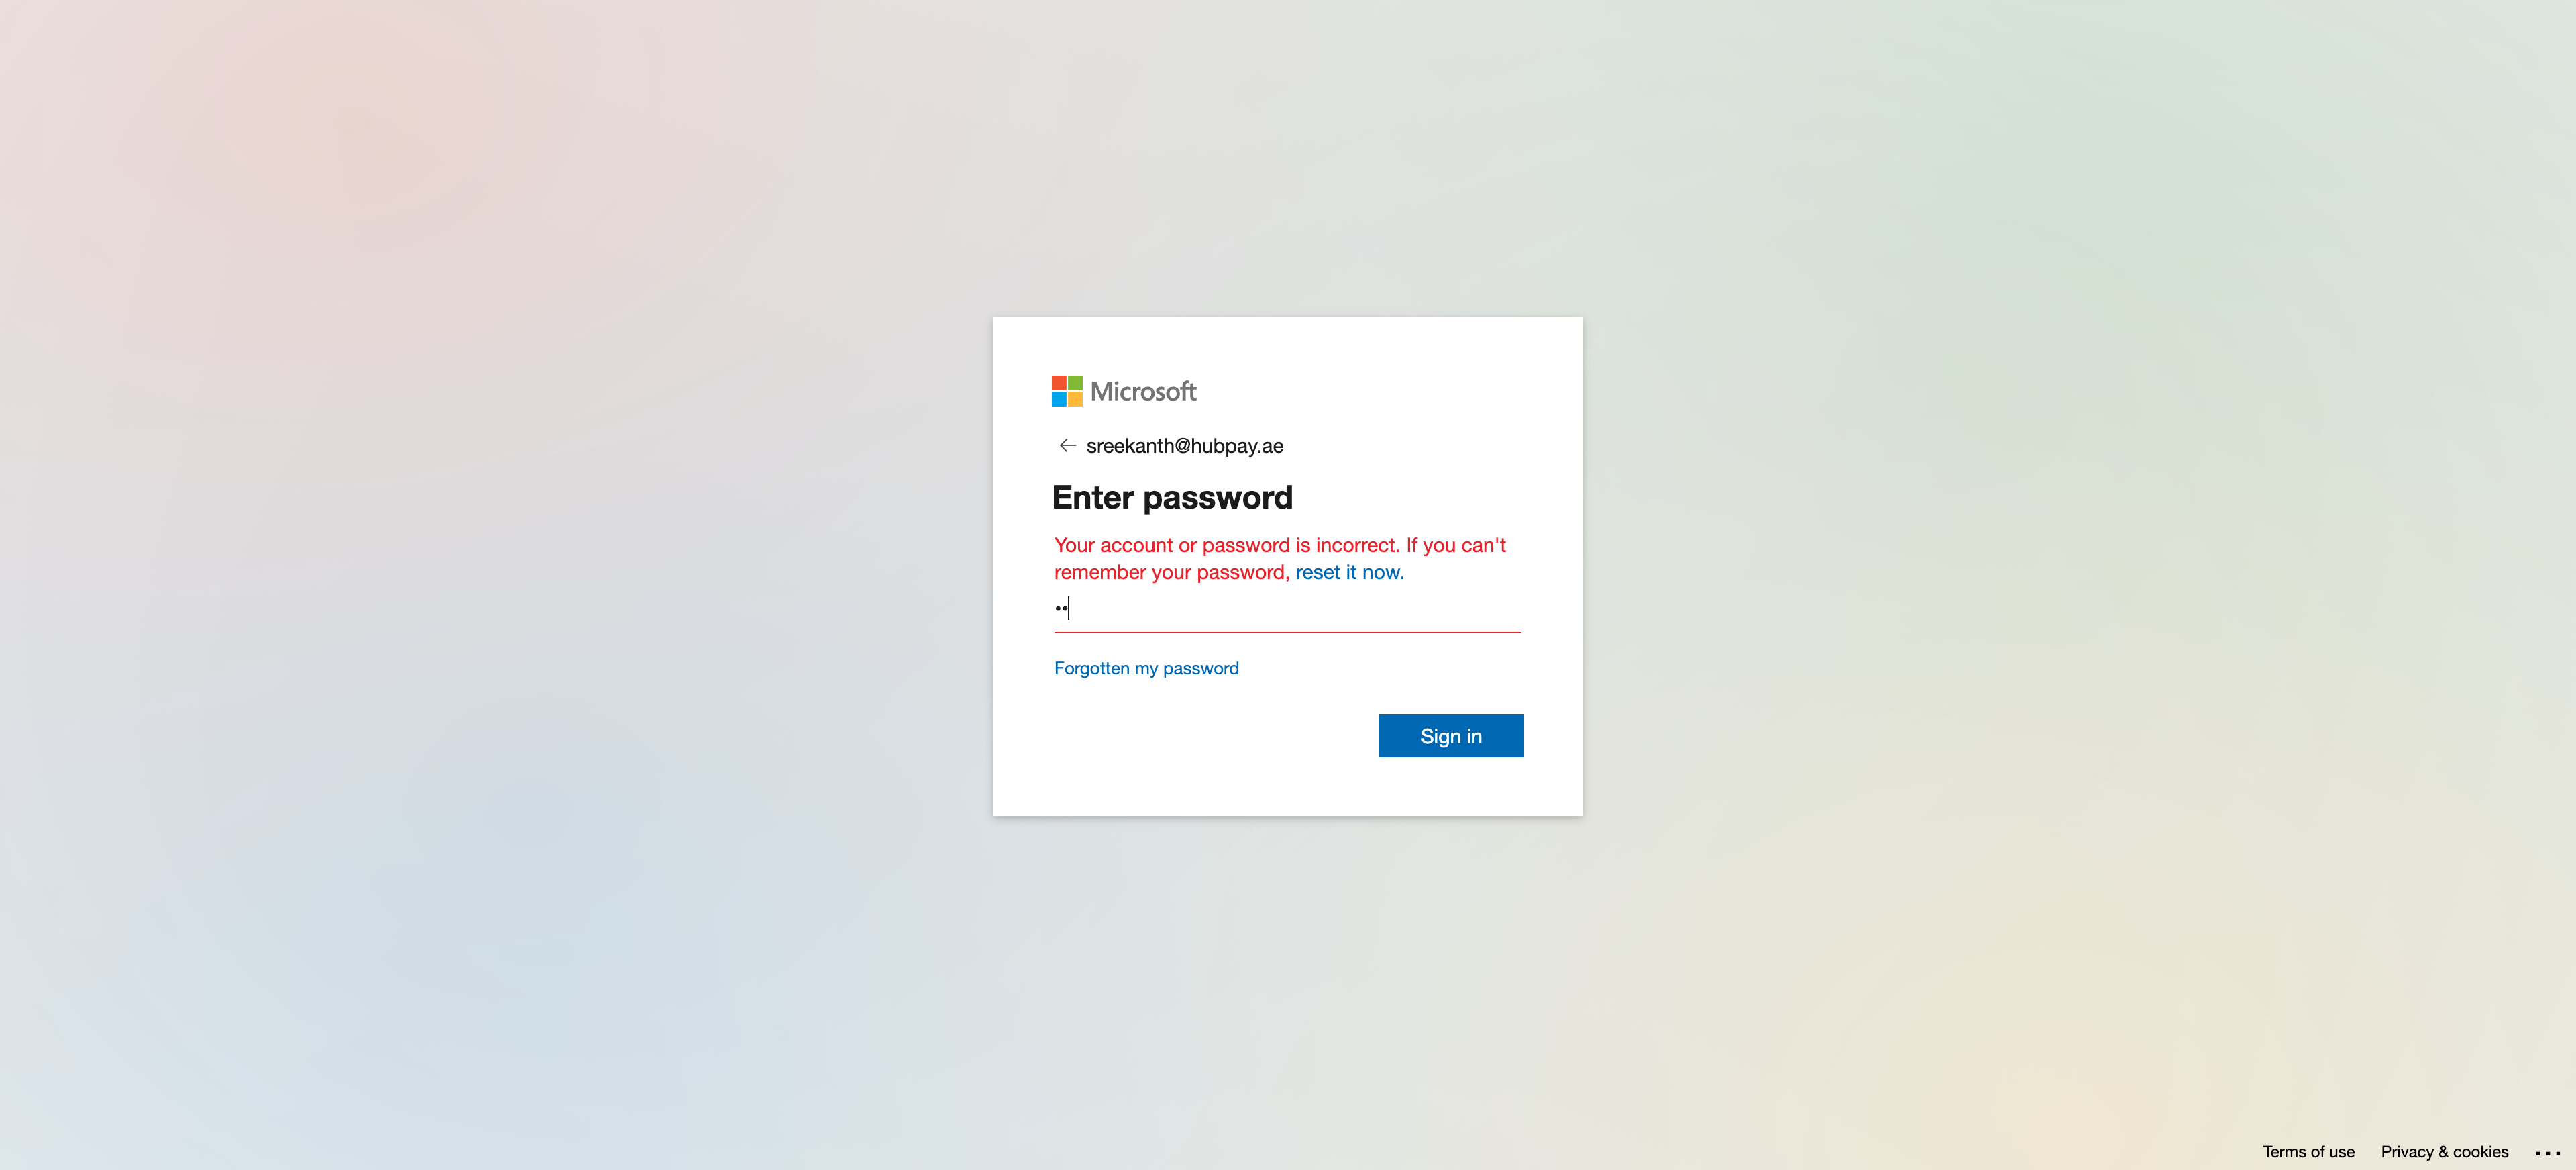 Microsoft
sreekanth@hubpay.ae
Enter password
Your account or password is incorrect. If you can't
remember your password, reset it now.
Forgotten my password
Sign in
Terms of use Privacy & cookies ...